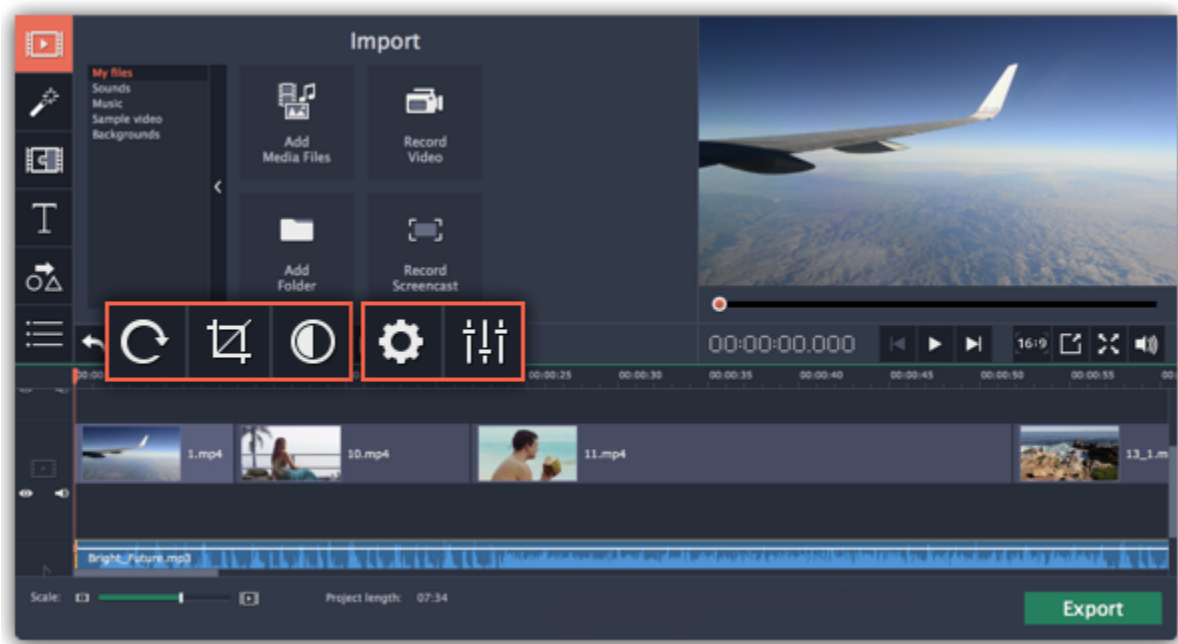 Import
My files
Sounds
Music
Sample video
Backgrounds
Add
Media Files
Record
Video
Add
Folder
Record
Screencast
T
00:00:00.000
16:9
00:00:25
00:00:30
00:00:35
00:00:40
00:00:45
00:00:50
00:00:55
1.mp4
10.mp4
11.mp4
13_1.m
Bright_Future.mp3
Scale:
Project length: 07:34
Export